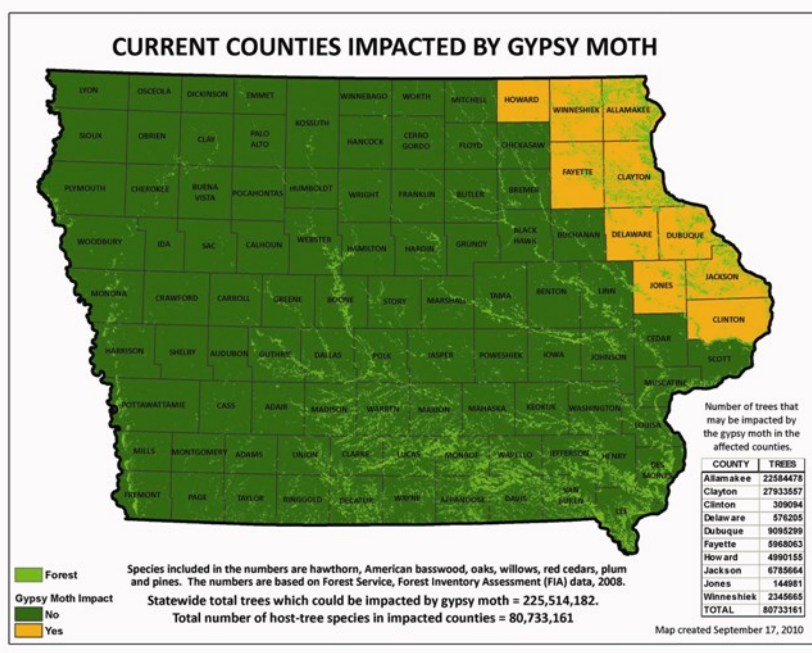 CURRENT COUNTIES IMPACTED BY GYPSY MOTH
LYON
OSCEOLA
DICKINSON
EMMET
WINNEBAGO
WORTH
MITCHELL
HOWARD
WINNESHIEK
ALLAMAKEE
KOSSUTH
SIOUX
OBRIEN
CLAY
PALO
ALTO
HANCOCK
CERRO
GORDO
FLOYD
CHICKASAW
FAYETTE
CLAYTON
PLYMOUTH
CHEROKEE
BUENA
VISTA
POCAHONTAS
HUMBOLDT
WRIGHT
FRANKLIN
BUTLER
BREMER
WOODBURY
IDA
SAC
CALHOUN
WEBSTER
HAMILTON
HARDIN
GRUNDY
BLACK
HAWK
BUCHANAN
DELAWARE
DUBUQUE
MONONA
CRAWFORD
CARROLL
GREENE
BOONE
STORY
MARSHALL
TAMA
BENTON
LINN
JONES
JACKSON
CLINTON
HARRISON
SHELBY
AUDUBON
GUTHRIE
DALLAS
POLK
JASPER
POWESHIEK
IOWA
JOHNSON
CEDAR
SCOTT
MUSCATINE
POTTAWATTAMIE
CASS
ADAIR
MADISON
WARREN
MARION
MAHASKA
KEOKUK
WASHINGTON
LOUISA
MILLS
MONTGOMERY
ADAMS
UNION
CLARKE
LUCAS
MONROE
WAPELLO
JEFFERSON
HENRY
DES
MOINES
FREMONT
PAGE
TAYLOR
RINGGOLD
DECATUR
WAYNE
APPANOOSE
DAVIS
VAN
BUREN
LEE
Number of trees that
may be impacted by
the gypsy moth in the
affected counties.
COUNTY TREES
Allamakee 22584478
Clayton 27933557
Clinton 309094
Delaware 576205
Dubuque 9095299
Fayette 5968063
Howard 4990155
Jackson 6785664
Jones 144981
Winneshiek 2345665
TOTAL 80733161
Forest
Gypsy Moth Impact
No
Yes
Species included in the numbers are hawthorn, American basswood, oaks, willows, red cedars, plum
and pines. The numbers are based on Forest Service, Forest Inventory Assessment (FIA) data, 2008.
Statewide total trees which could be impacted by gypsy moth = 225,514,182.
Total number of host-tree species in impacted counties = 80,733,161
Map created September 17, 2010